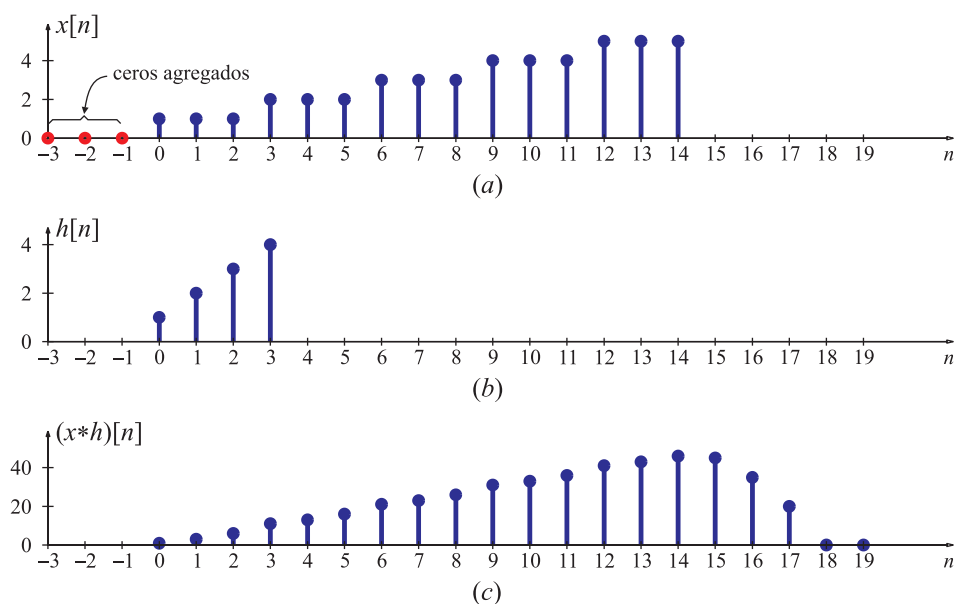 x[n]
ceros agregados
4
2
0
−3 −2 −1 0 1 2 3 4 5 6 7 8 9 10 11 12 13 14 15 16 17 18 19 n
(a)
h[n]
4
2
0
−3 −2 −1 0 1 2 3 4 5 6 7 8 9 10 11 12 13 14 15 16 17 18 19 n
(b)
(x*h)[n]
40
20
0
−3 −2 −1 0 1 2 3 4 5 6 7 8 9 10 11 12 13 14 15 16 17 18 19 n
(c)